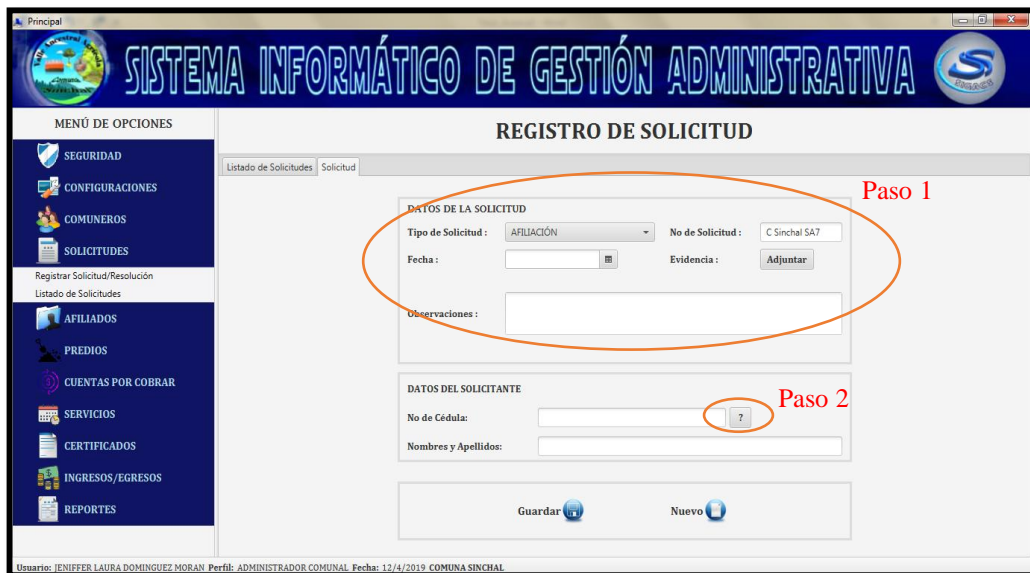 Principal
SISTEMA INFORMÁTICO DE GESTIÓN ADMINISTRATIVA
MENÚ DE OPCIONES
SEGURIDAD
CONFIGURACIONES
COMUNEROS
SOLICITUDES
Registrar Solicitud/Resolución
Listado de Solicitudes
AFILIADOS
PREDIOS
CUENTAS POR COBRAR
SERVICIOS
CERTIFICADOS
INGRESOS/EGRESOS
REPORTES
REGISTRO DE SOLICITUD
Listado de Solicitudes Solicitud
Paso 1
DATOS DE LA SOLICITUD
Tipo de Solicitud : AFILIACIÓN No de Solicitud : C Sinchal SA7
Fecha : Evidencia : Adjuntar
Observaciones :
DATOS DEL SOLICITANTE
Paso 2
No de Cédula: ?
Nombres y Apellidos:
Guardar Nuevo
Usuario: JENIFFER LAURA DOMINGUEZ MORAN Perfil: ADMINISTRADOR COMUNAL Fecha: 12/4/2019 COMUNA SINCHAL